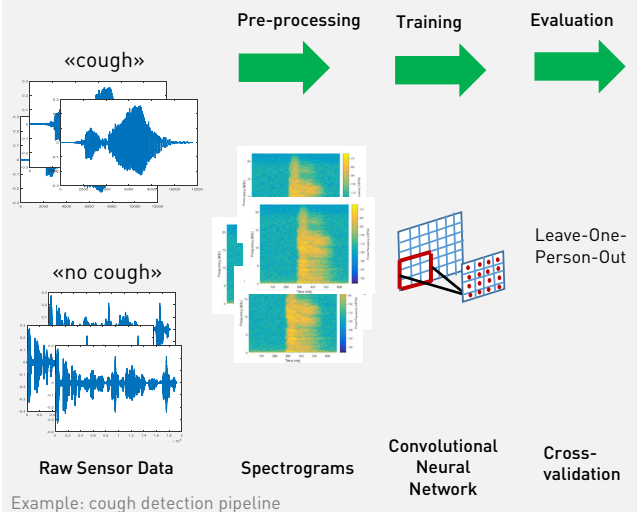 Pre-processing
Training
Evaluation
«cough»
«no cough»
Leave-One-
Person-Out
Raw Sensor Data
Spectrograms
Convolutional
Neural
Network
Cross-
validation
Example: cough detection pipeline